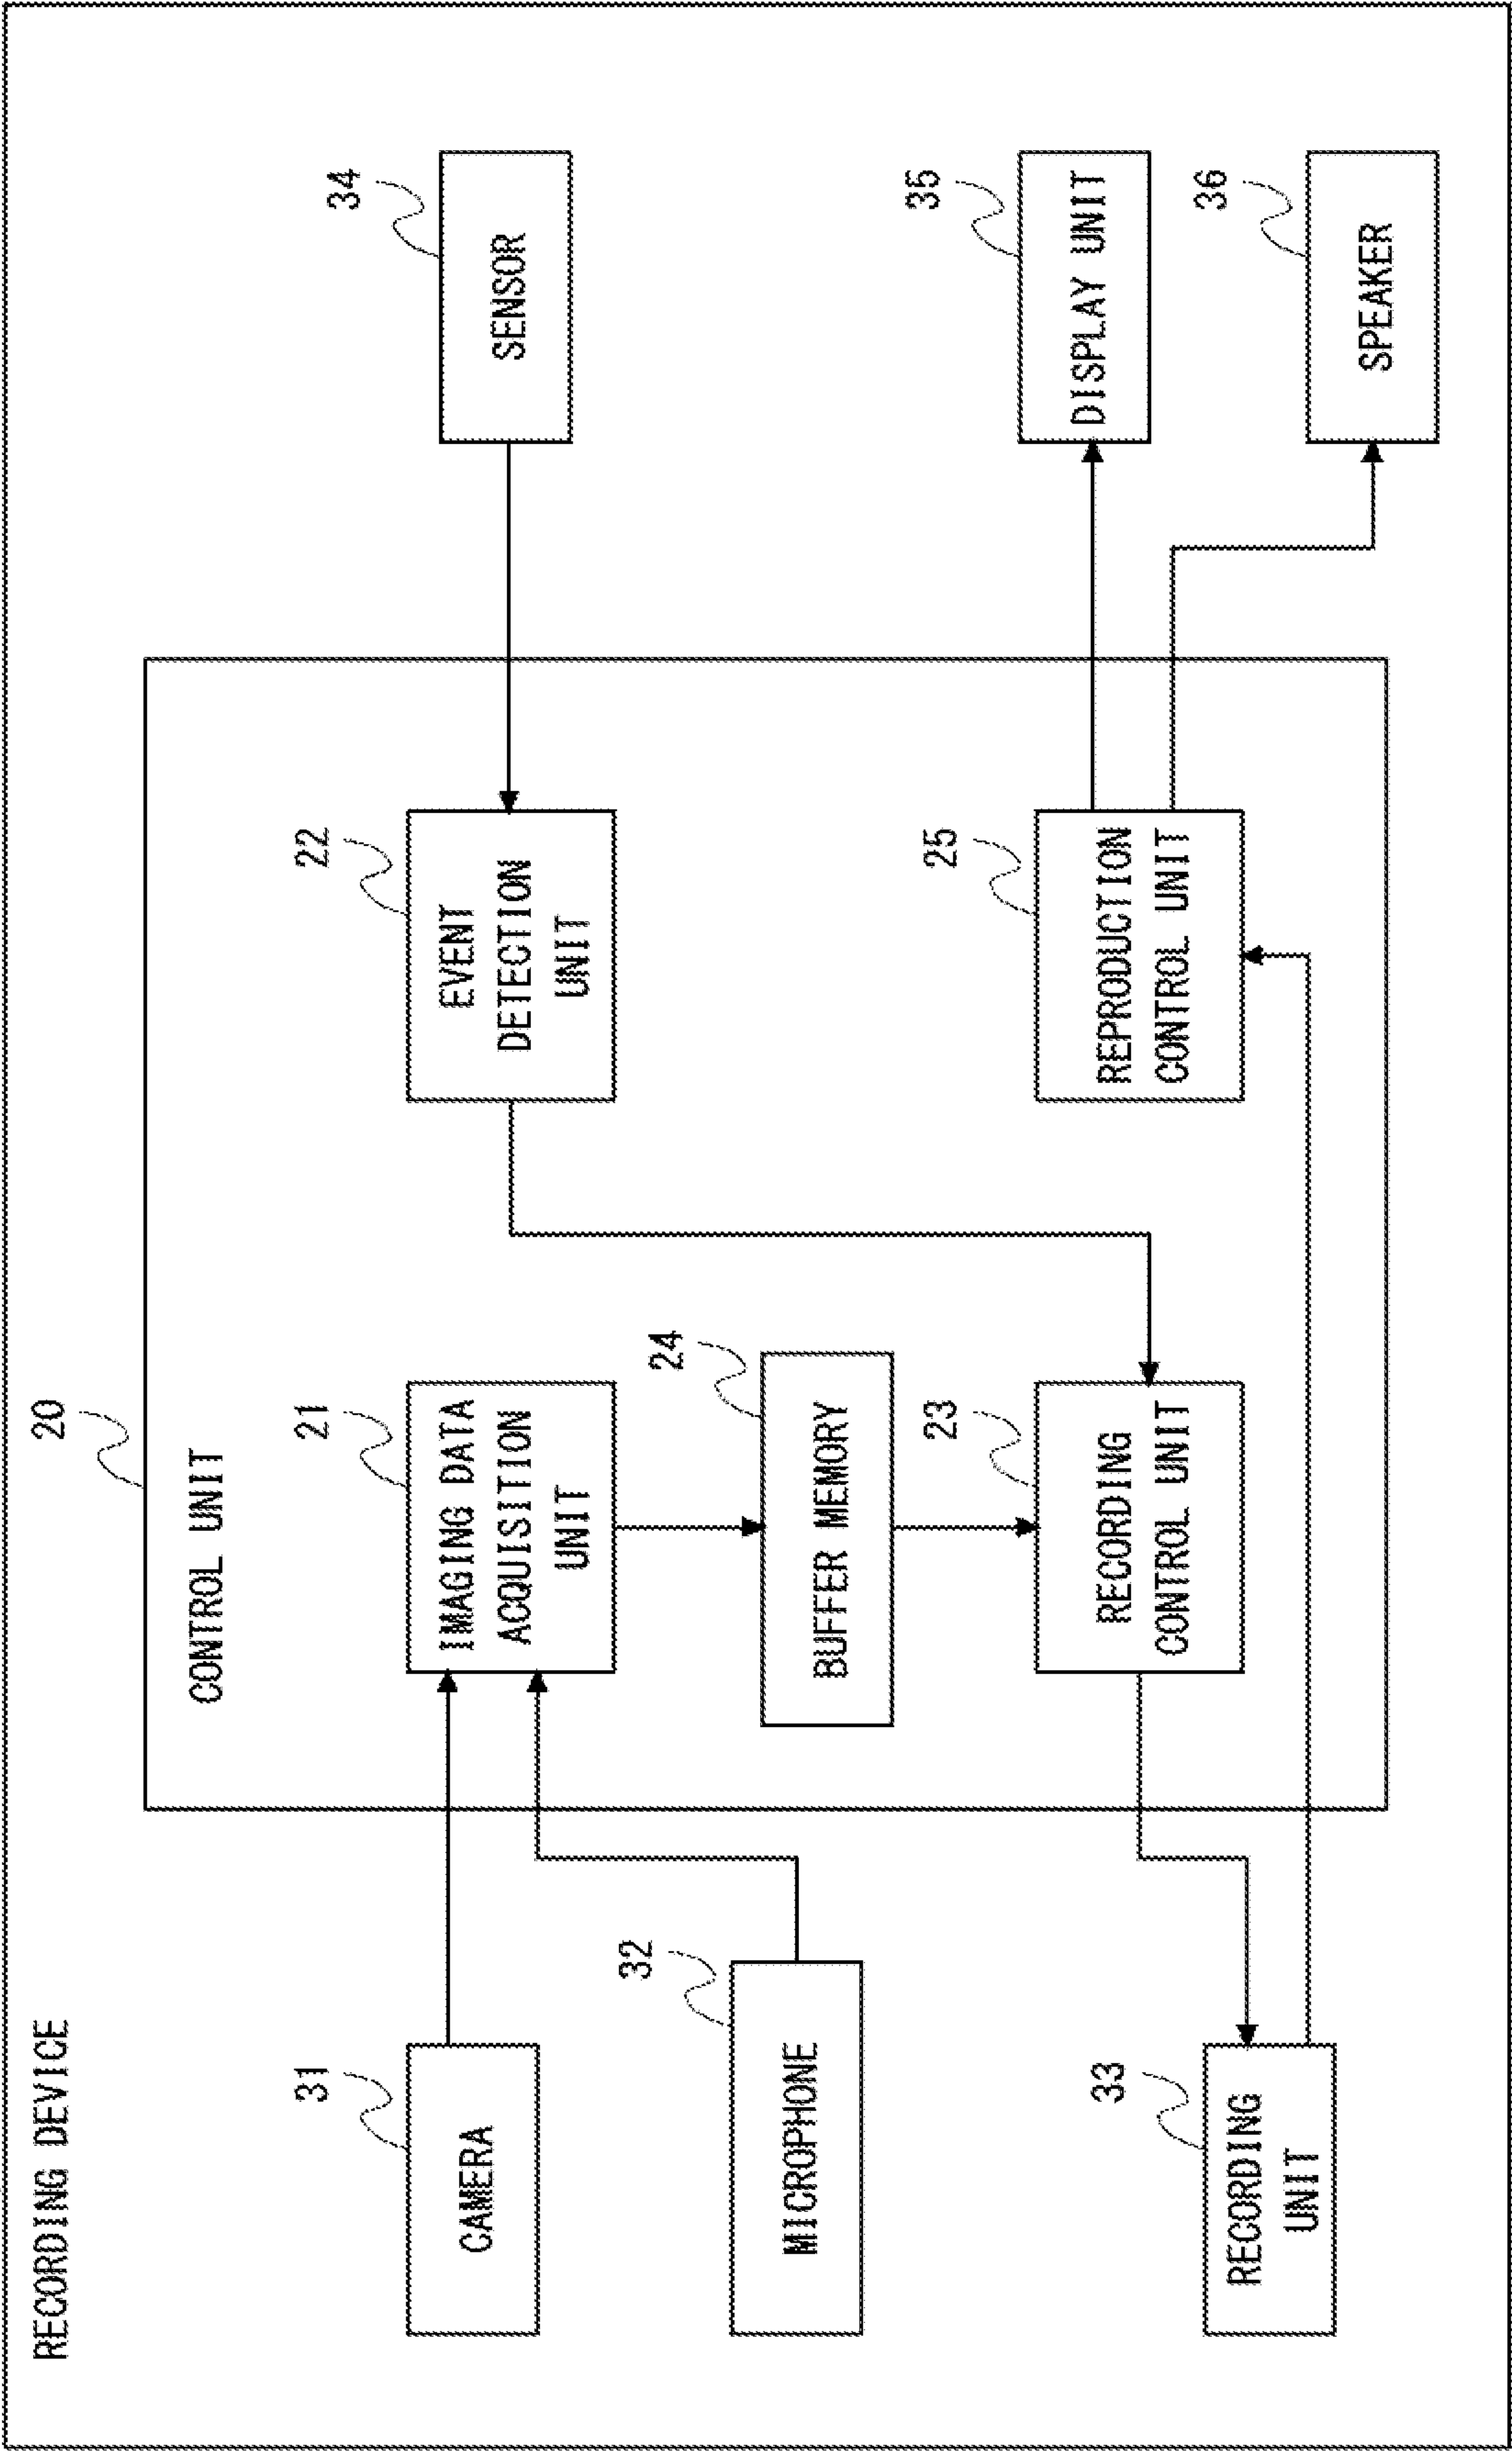 RECORDING DEVICE
20
CONTROL UNIT
31
CAMERA
21
IMAGING DATA
ACQUISITION
UNIT
22
EVENT
DETECTION
UNIT
34
SENSOR
32
MICROPHONE
24
BUFFER MEMORY
33
RECORDING
UNIT
23
RECORDING
CONTROL UNIT
25
REPRODUCTION
CONTROL UNIT
35
DISPLAY UNIT
36
SPEAKER